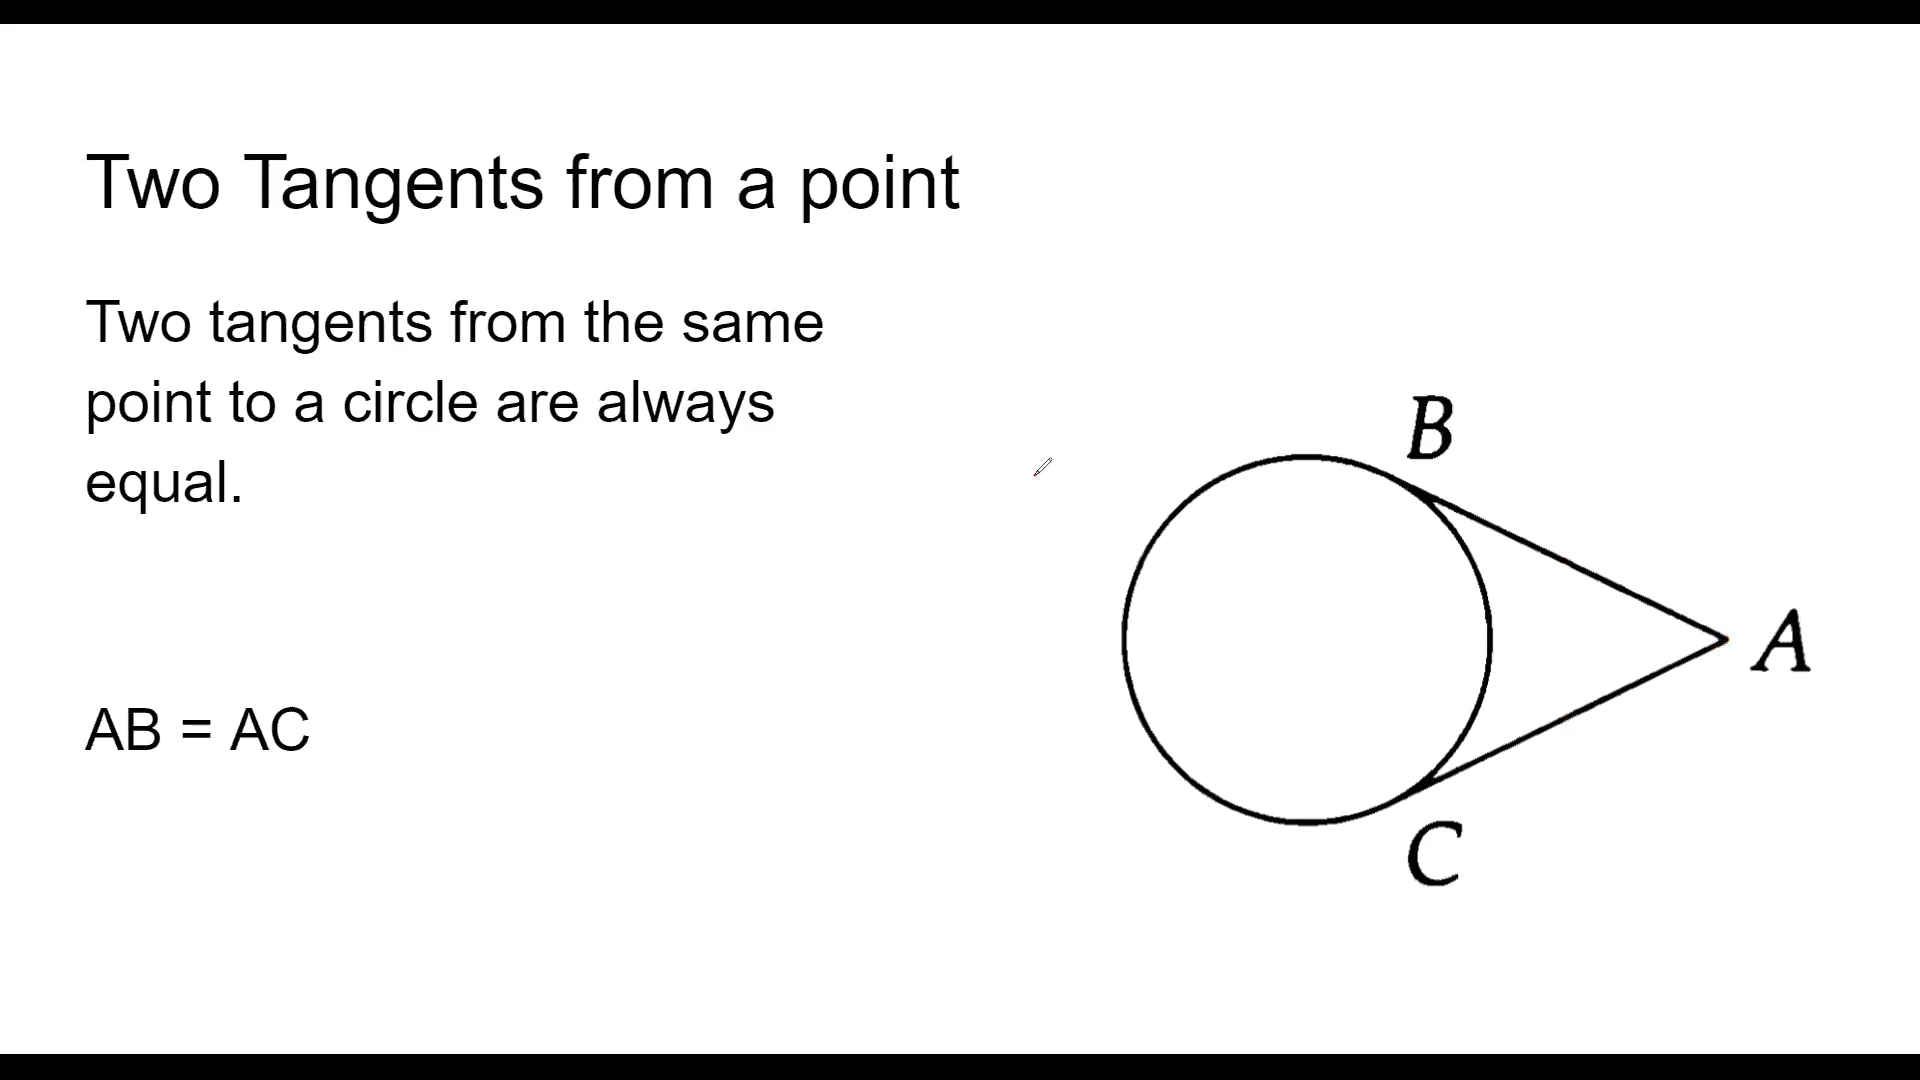 Two Tangents from a point
Two tangents from the same
point to a circle are always
equal.
AB = AC
B
A
C